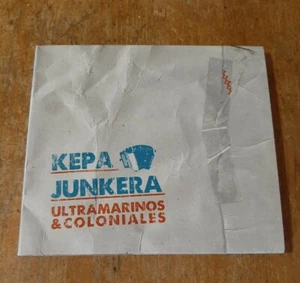 KEPA
JUNKERA
ULTRAMARINOS
& COLONIALES